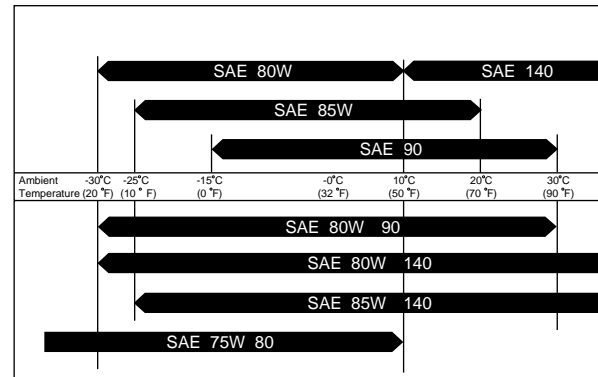 SAE 80W SAE 140
SAE 85W
SAE 90
Ambient -30°C -25°C -15°C -0°C 10°C 20°C 30°C
Temperature (20 °F) (10 °F) (0 °F) (32 °F) (50 °F) (70 °F) (90 °F)
SAE 80W 90
SAE 80W 140
SAE 85W 140
SAE 75W 80